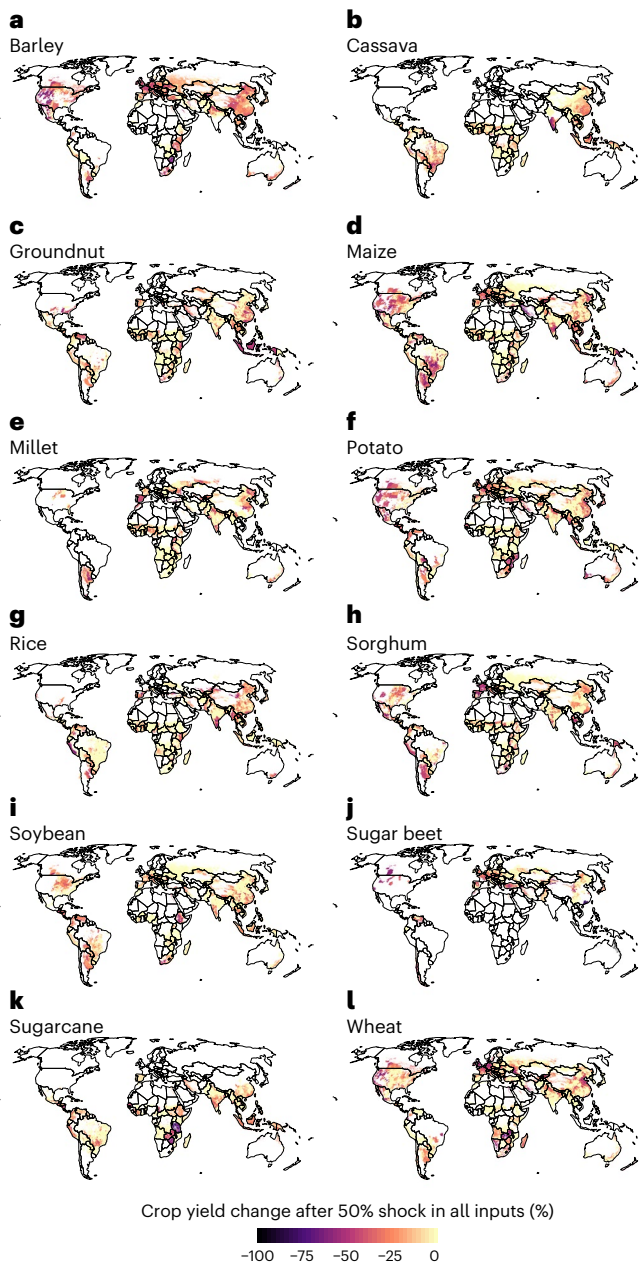 a
Barley
b
Cassava
c
Groundnut
d
Maize
e
Millet
f
Potato
g
Rice
h
Sorghum
i
Soybean
j
Sugar beet
k
Sugarcane
l
Wheat
Crop yield change after 50% shock in all inputs (%)
−100 −75 −50 −25 0